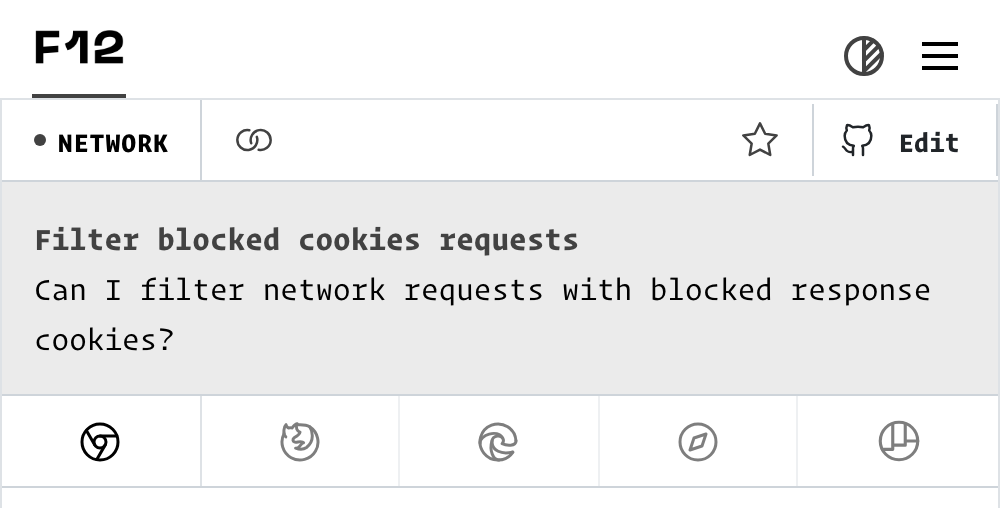 F12
NETWORK
Edit
Filter blocked cookies requests
Can I filter network requests with blocked response
cookies?